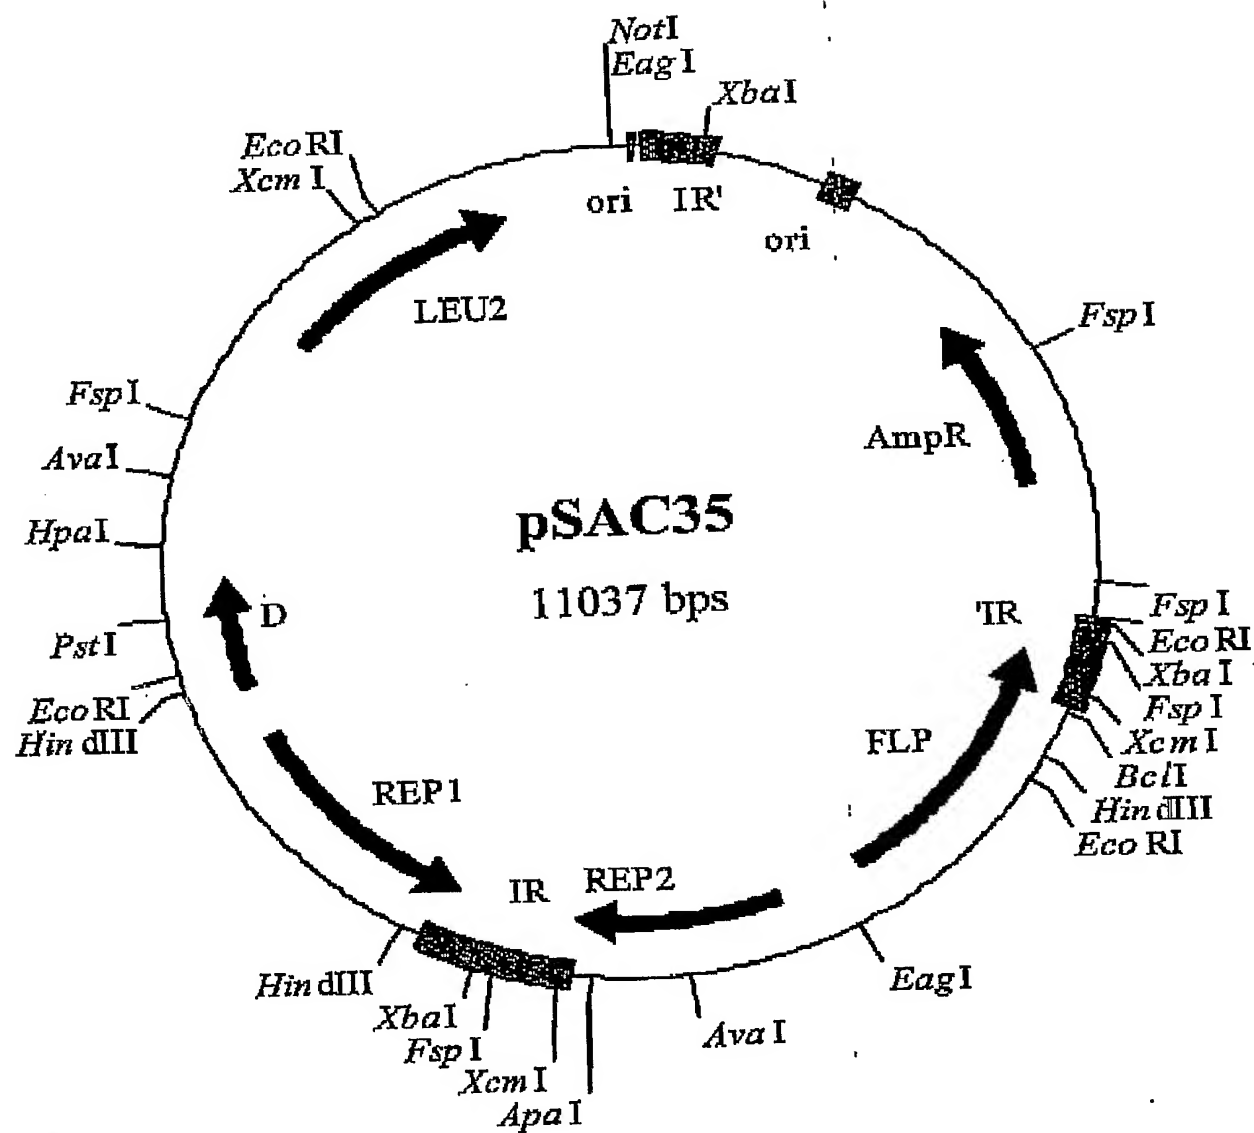 NotI
EagI
XbaI
EcoRI
XcmI
ori
IR'
ori
LEU2
FspI
FspI
AmpR
AvaI
pSAC35
HpaI
11037 bps
D
'IR
FspI
PstI
EcoRI
XbaI
EcoRI
FspI
HindIII
FLP
XcmI
BclI
REP1
HindIII
EcoRI
IR
REP2
HindIII
EagI
XbaI
FspI
AvaI
XcmI
ApaI